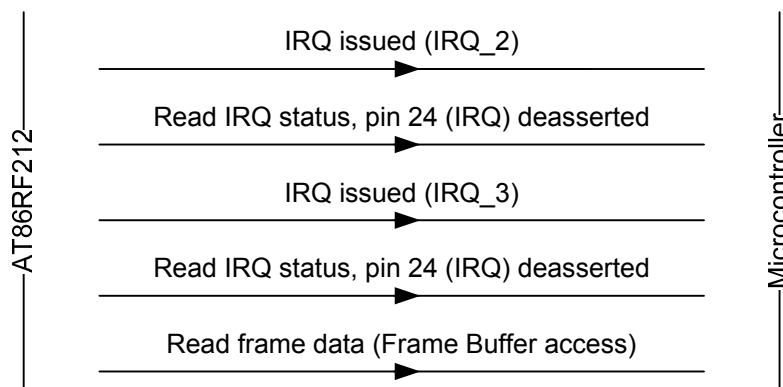 IRQ issued (IRQ_2)
Read IRQ status, pin 24 (IRQ) deasserted
IRQ issued (IRQ_3)
Read IRQ status, pin 24 (IRQ) deasserted
Read frame data (Frame Buffer access)
AT86RF212
Microcontroller